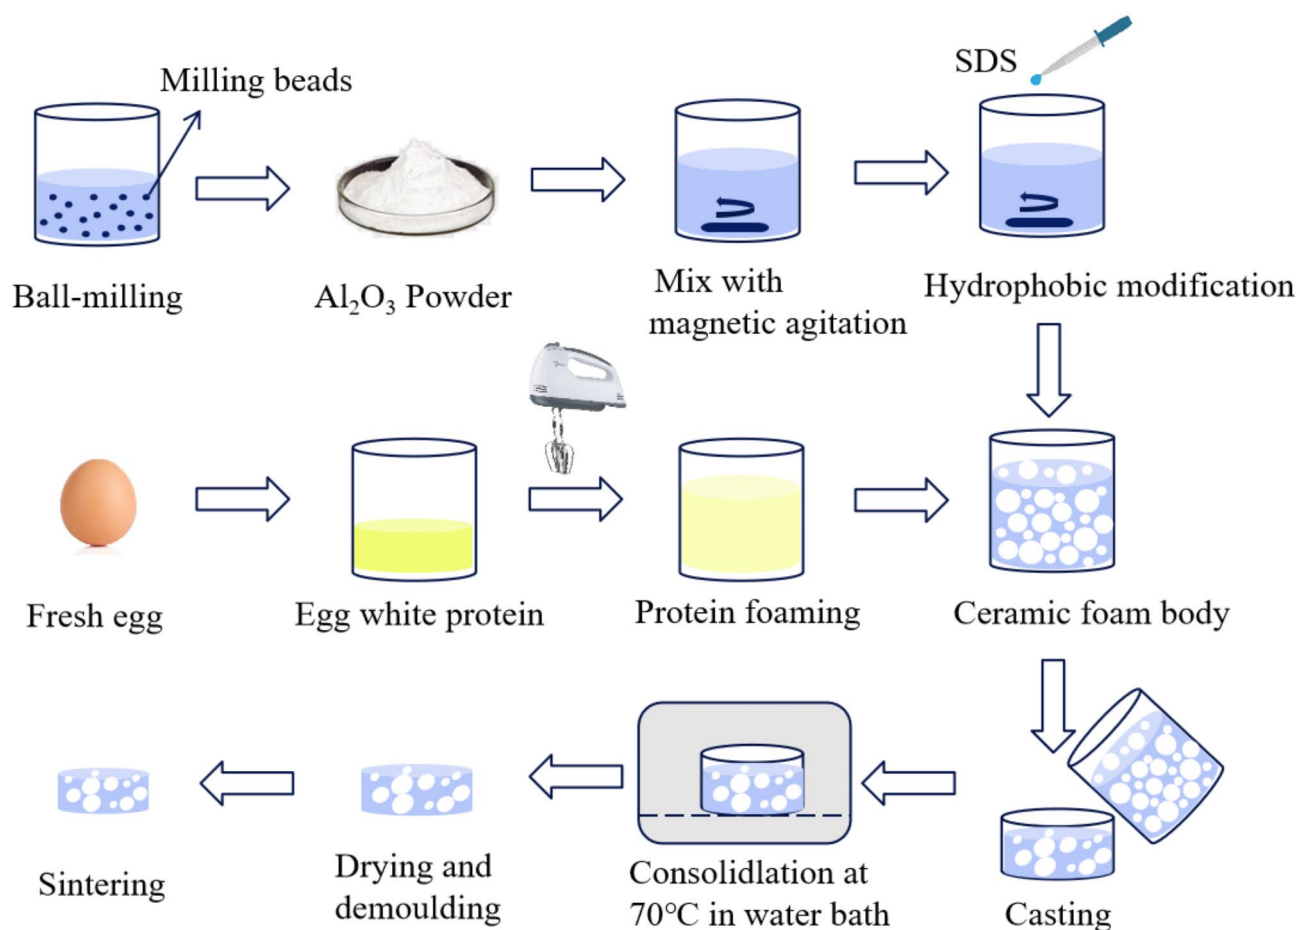 Milling beads
SDS
Ball-milling
Al₂O₃ Powder
Mix with
magnetic agitation
Hydrophobic modification
Fresh egg
Egg white protein
Protein foaming
Ceramic foam body
Sintering
Drying and
demoulding
Consolidlation at
70℃ in water bath
Casting